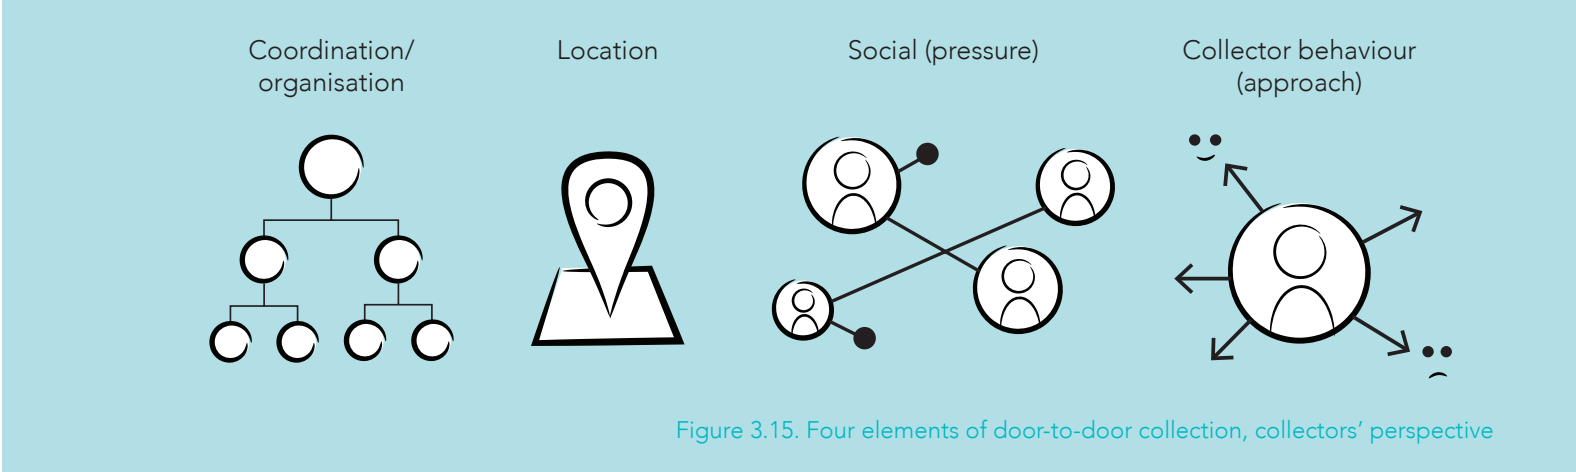 Coordination/
organisation
Location
Social (pressure)
Collector behaviour
(approach)
Figure 3.15. Four elements of door-to-door collection, collectors’ perspective